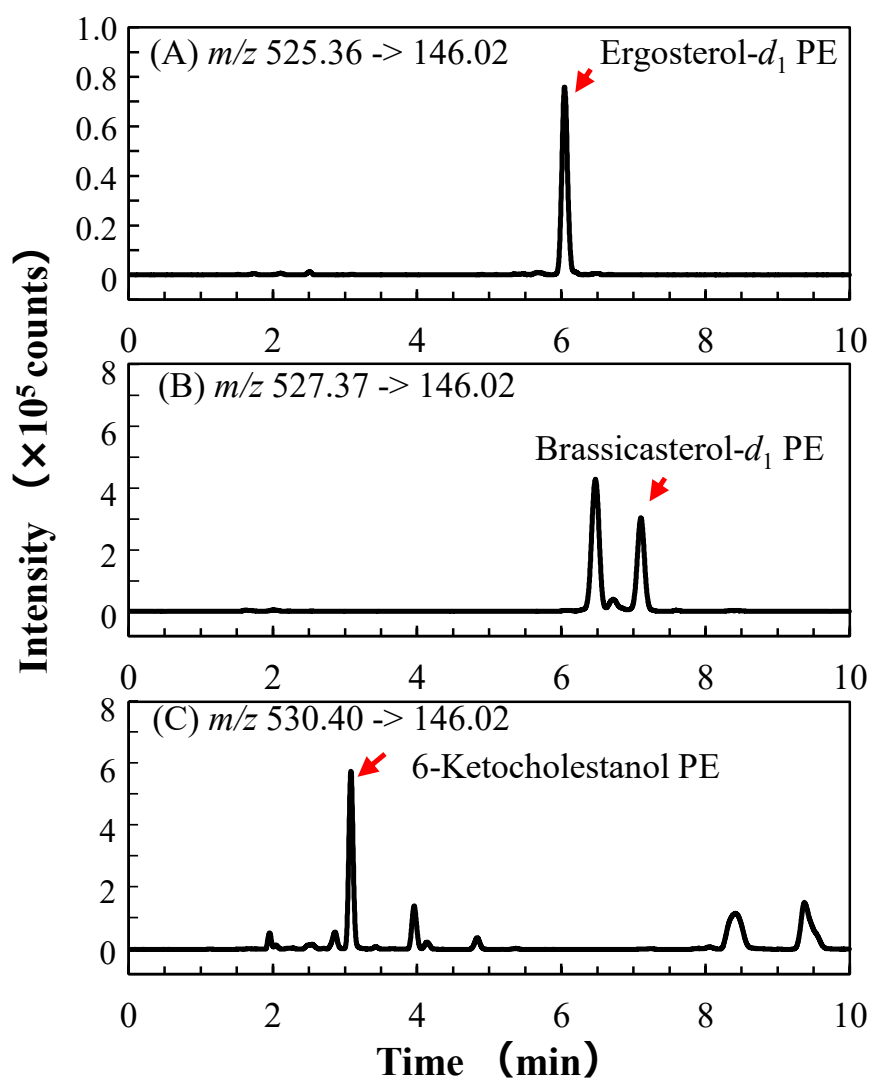 1.0
(A) m/z 525.36 -> 146.02
Ergosterol-d₁ PE
0.8
0.6
0.4
0.2
0
0 2 4 6 8 10
8
(B) m/z 527.37 -> 146.02
6
Brassicasterol-d₁ PE
4
2
0
0 2 4 6 8 10
8
(C) m/z 530.40 -> 146.02
6-Ketocholestanol PE
6
4
2
0
0 2 4 6 8 10
Intensity (×10⁵ counts)
Time (min)